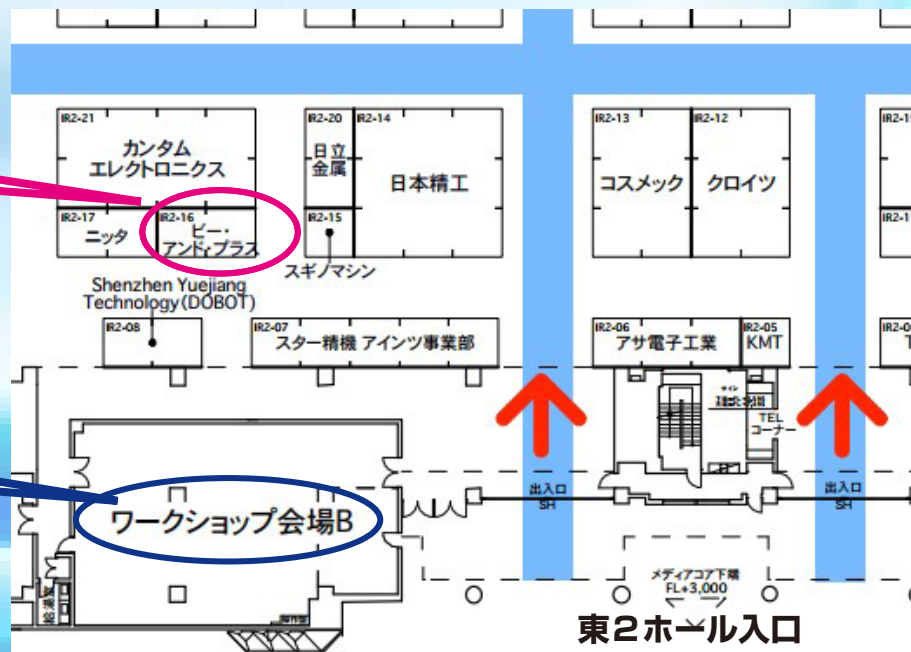 IR2-21
カンタム
エレクトロニクス
IR2-20
日立
金属
IR2-14
日本精工
IR2-13
コスメック
IR2-12
クロイツ
IR2-17
ニッタ
IR2-16
ビー・
アンド・プラス
IR2-15
スギノマシン
Shenzhen Yuejiang
Technology(DOBOT)
IR2-08
IR2-07
スター精機 アインツ事業部
IR2-06
アサ電子工業
IR2-05
KMT
TEL
コーナー
出入口
SH
出入口
SH
ワークショップ会場B
給湯室
メディアコア下端
FL+3,000
東2ホール入口